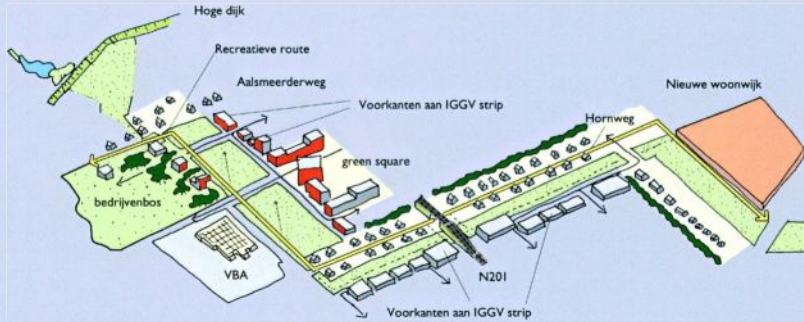 Hoge dijk
Recreatieve route
Aalsmeerderweg
Voorkanten aan IGGV strip
Nieuwe woonwijk
Hornweg
green square
bedrijvenbos
VBA
N201
Voorkanten aan IGGV strip